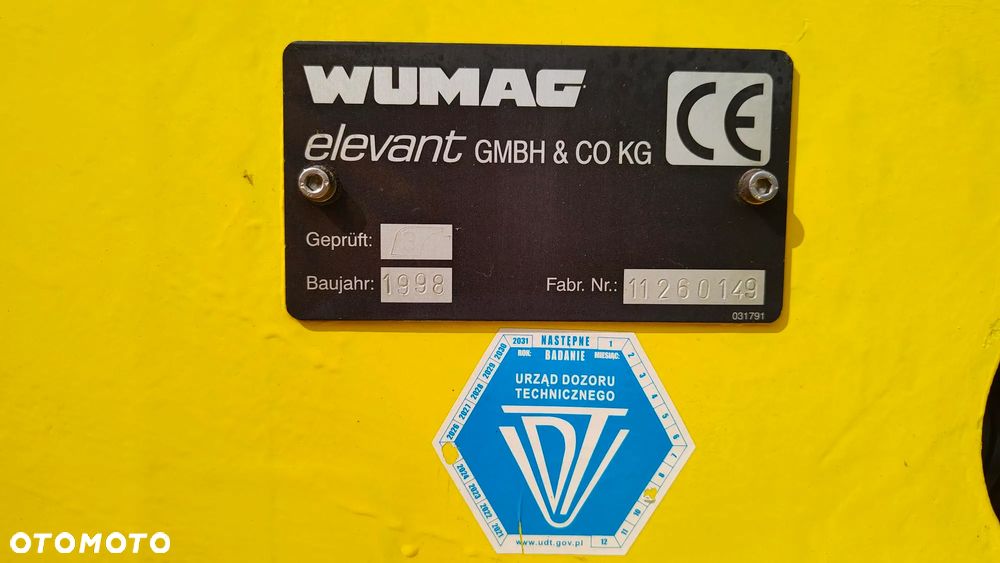 WUMAG
elevant GMBH & CO KG
CE
Geprüft:
Baujahr: 1998
Fabr. Nr.: 11260149
031791
NASTĘPNE
BADANIE
ROK:
MIESIĄC:
2031
2030
2029
2028
2027
2026
2024
2023
2022
2021
1
2
3
4
5
6
7
8
10
11
12
URZĄD DOZORU
TECHNICZNEGO
UDT
www.udt.gov.pl
OTOMOTO